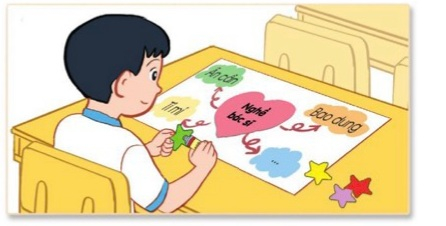 Ân cần
Tỉ mỉ
Nghề
bác sĩ
Bao dung
...